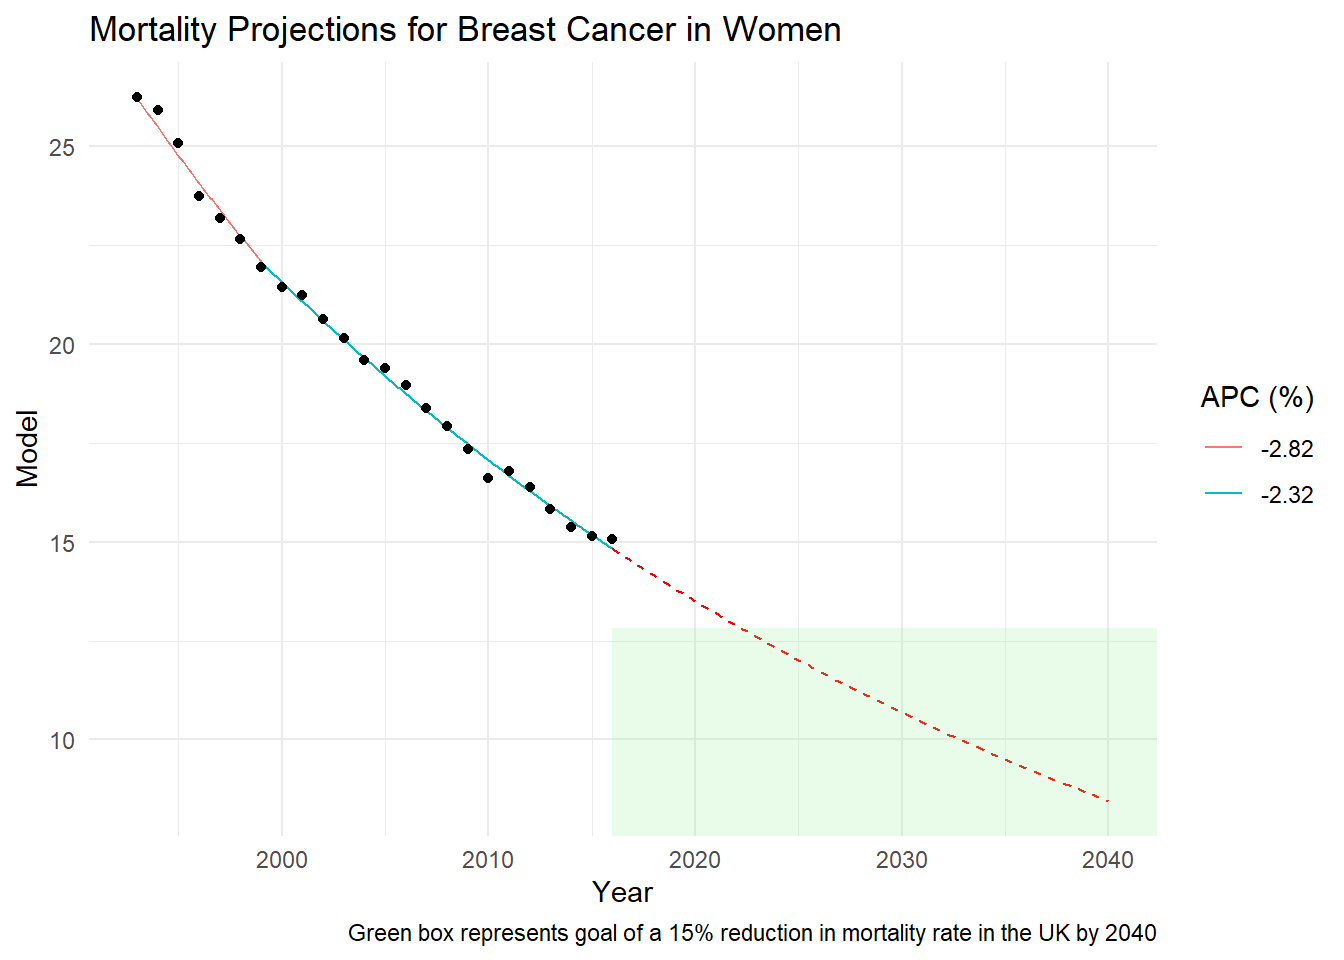 Mortality Projections for Breast Cancer in Women
25
20
15
10
Model
2000 2010 2020 2030 2040
Year
APC (%)
-2.82
-2.32
Green box represents goal of a 15% reduction in mortality rate in the UK by 2040